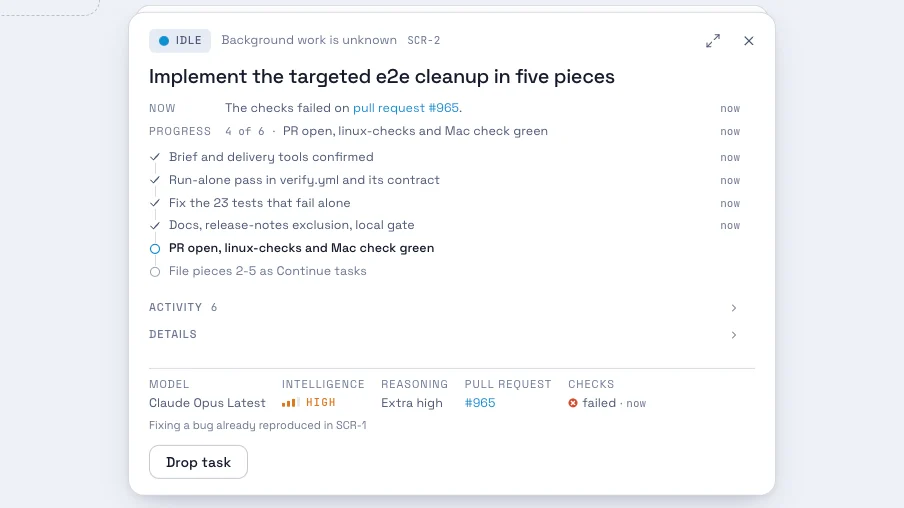 IDLE Background work is unknown SCR-2
Implement the targeted e2e cleanup in five pieces
NOW The checks failed on pull request #965. now
PROGRESS 4 of 6 · PR open, linux-checks and Mac check green now
Brief and delivery tools confirmed now
Run-alone pass in verify.yml and its contract now
Fix the 23 tests that fail alone now
Docs, release-notes exclusion, local gate now
PR open, linux-checks and Mac check green
File pieces 2-5 as Continue tasks
ACTIVITY 6
DETAILS
MODEL INTELLIGENCE REASONING PULL REQUEST CHECKS
Claude Opus Latest HIGH Extra high #965 failed · now
Fixing a bug already reproduced in SCR-1
Drop task